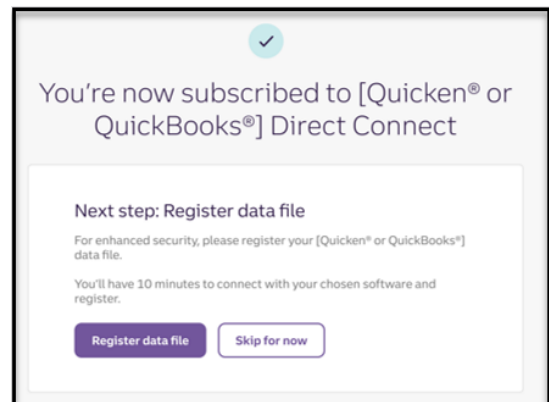 You're now subscribed to [Quicken® or
QuickBooks®] Direct Connect
Next step: Register data file
For enhanced security, please register your [Quicken® or QuickBooks®]
data file.
You'll have 10 minutes to connect with your chosen software and
register.
Register data file
Skip for now